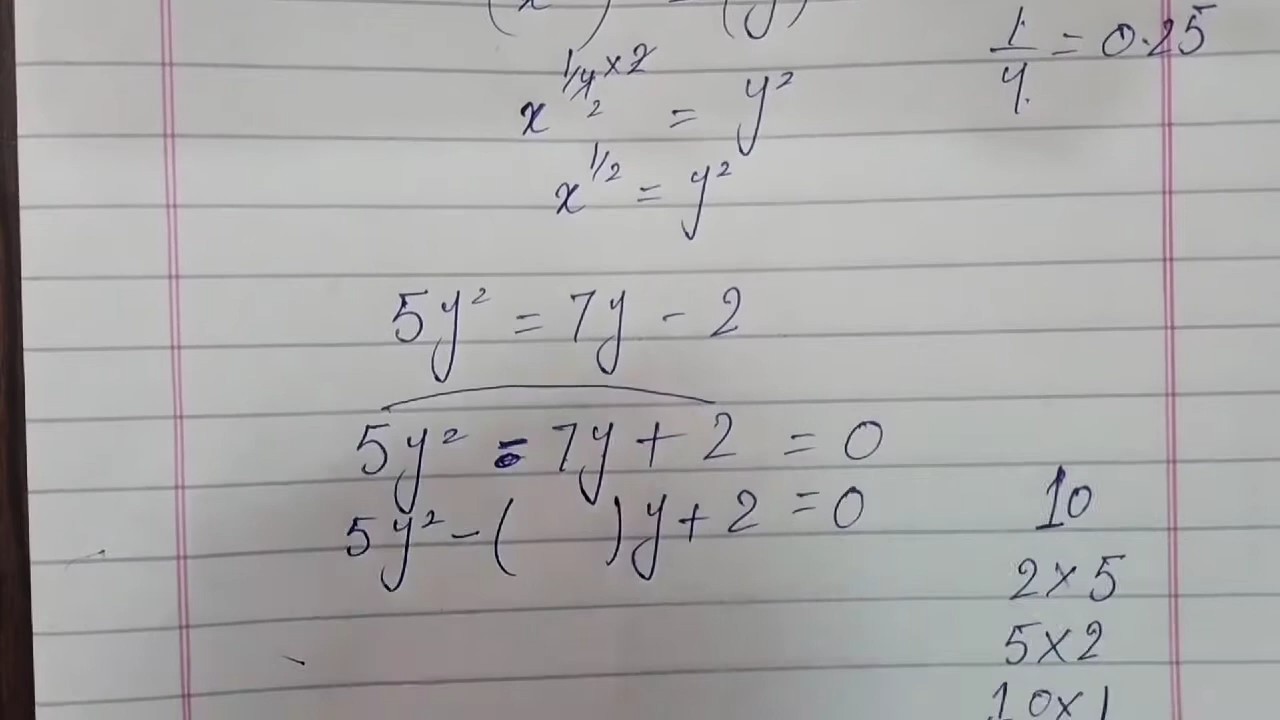 (x ) = (y)
x^{1/4 × 2} = y²
2
x^{1/2} = y²
5y² = 7y - 2
5y² - 7y + 2 = 0
5y² - ( )y + 2 = 0
1/4 = 0.25
10
2 × 5
5 × 2
10 × 1